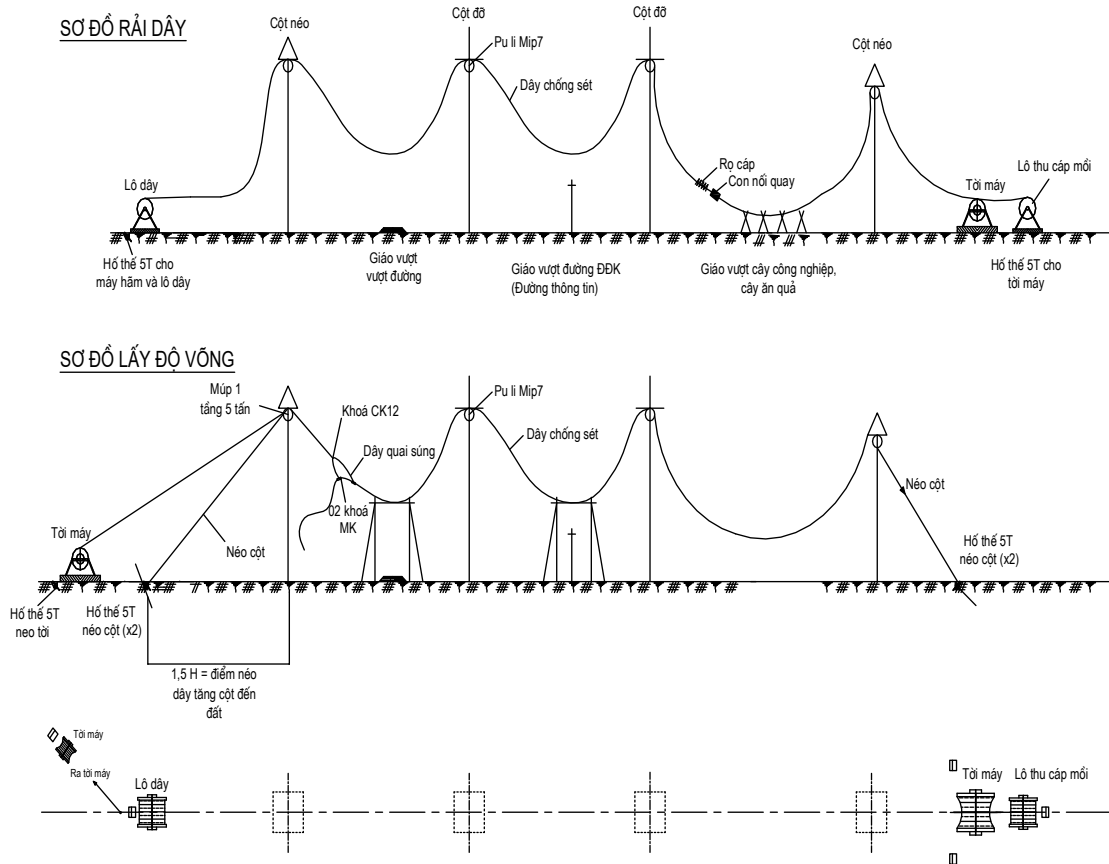 SƠ ĐỒ RẢI DÂY
Cột néo
Cột đỡ
Cột đỡ
Pu li Mip7
Cột néo
Dây chống sét
Rọ cáp
Con nối quay
Lô dây
Tời máy
Lô thu cáp mồi
Hố thế 5T cho
máy hãm và lô dây
Giáo vượt
vượt đường
Giáo vượt đường ĐDK
(Đường thông tin)
Giáo vượt cây công nghiệp,
cây ăn quả
Hố thế 5T cho
tời máy
SƠ ĐỒ LẤY ĐỘ VÕNG
Múp 1
tầng 5 tấn
Khoá CK12
Pu li Mip7
Dây quai súng
Dây chống sét
02 khoá
MK
Néo cột
Néo cột
Tời máy
Hố thế 5T
néo cột (x2)
Hố thế 5T
neo tời
Hố thế 5T
néo cột (x2)
1,5 H = điểm néo
dây tăng cột đến
đất
Tời máy
Ra tời máy
Lô dây
Tời máy
Lô thu cáp mồi